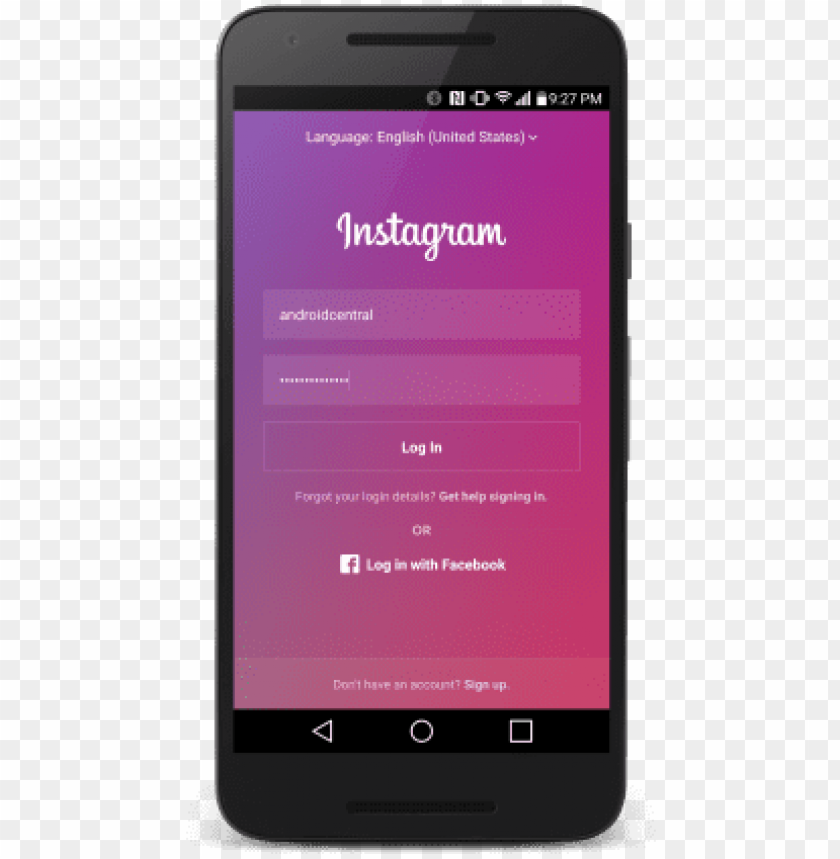 9:27 PM
Language: English (United States)
Instagram
androidcentral
Log In
Forgot your login details? Get help signing in.
OR
f Log in with Facebook
Don't have an account? Sign up.